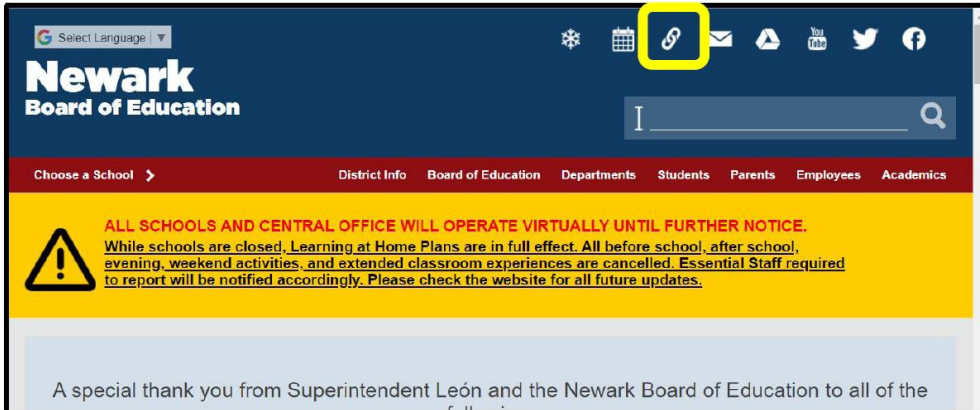 Select Language ▼
Newark
Board of Education
You
Tube
Choose a School
District Info Board of Education Departments Students Parents Employees Academics
ALL SCHOOLS AND CENTRAL OFFICE WILL OPERATE VIRTUALLY UNTIL FURTHER NOTICE.
While schools are closed, Learning at Home Plans are in full effect. All before school, after school,
evening, weekend activities, and extended classroom experiences are cancelled. Essential Staff required
to report will be notified accordingly. Please check the website for all future updates.
A special thank you from Superintendent León and the Newark Board of Education to all of the